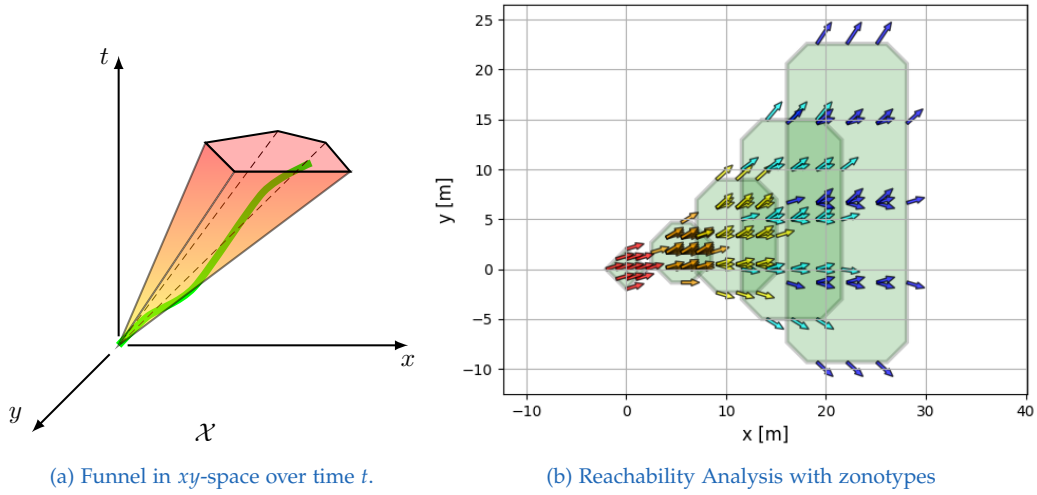 t
x
y
𝒳
(a) Funnel in xy-space over time t.
25
20
15
10
5
0
−5
−10
y [m]
−10 0 10 20 30 40
x [m]
(b) Reachability Analysis with zonotypes